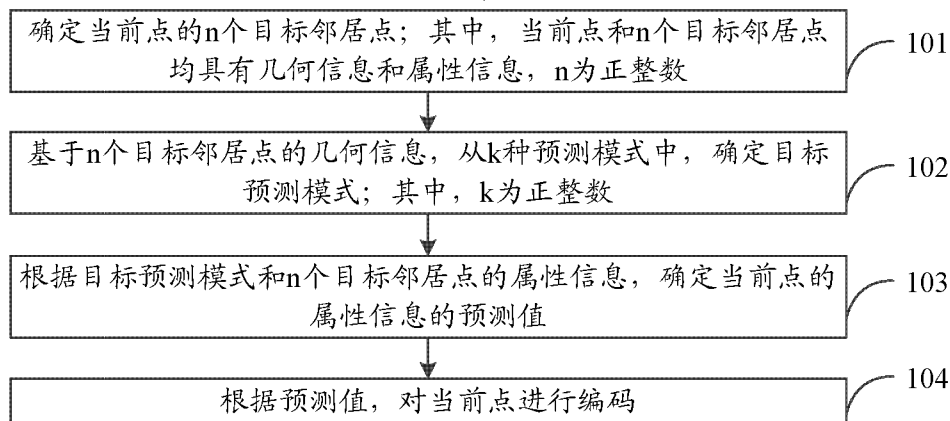 确定当前点的n个目标邻居点；其中，当前点和n个目标邻居点
均具有几何信息和属性信息，n为正整数
101
基于n个目标邻居点的几何信息，从k种预测模式中，确定目标
预测模式；其中，k为正整数
102
根据目标预测模式和n个目标邻居点的属性信息，确定当前点的
属性信息的预测值
103
根据预测值，对当前点进行编码
104